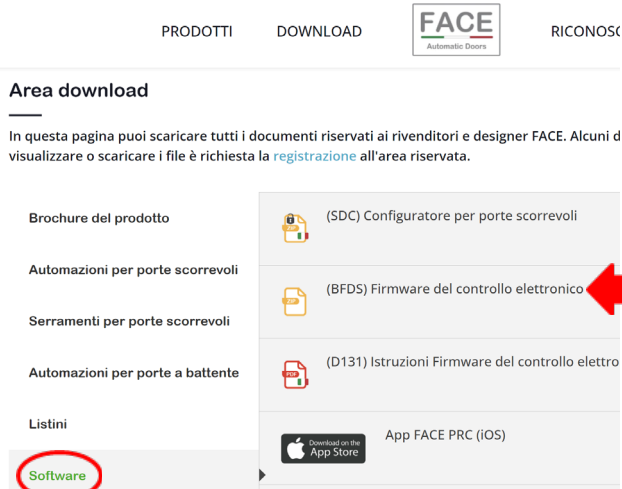 PRODOTTI DOWNLOAD FACE RICONOSC
Automatic Doors
Area download
In questa pagina puoi scaricare tutti i documenti riservati ai rivenditori e designer FACE. Alcuni d
visualizzare o scaricare i file è richiesta la registrazione all'area riservata.
Brochure del prodotto
Automazioni per porte scorrevoli
Serramenti per porte scorrevoli
Automazioni per porte a battente
Listini
Software
ZIP (SDC) Configuratore per porte scorrevoli
ZIP (BFDS) Firmware del controllo elettronico
PDF (D131) Istruzioni Firmware del controllo elettro
Download on the
App Store
App FACE PRC (iOS)